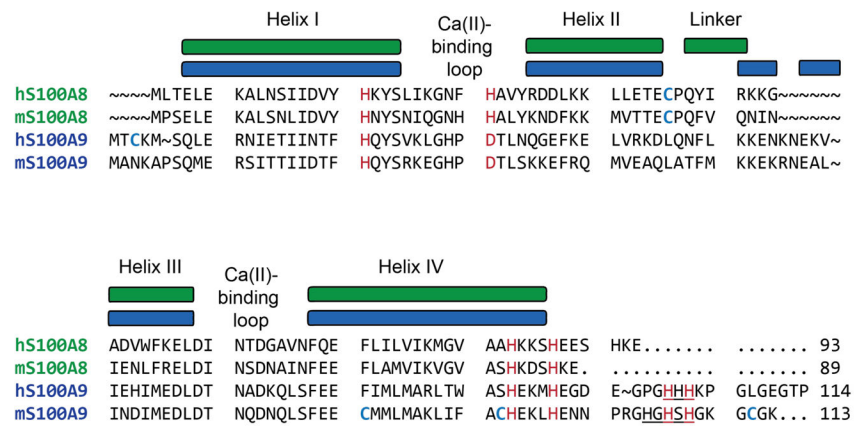 Helix I Ca(II)- Helix II Linker
binding
loop
hS100A8 ~~~~MLTELE KALNSIIDVY HKYSLIKGNF HAVYRDDLKK LLETECPQYI RKKG~~~~~~
mS100A8 ~~~~MPSELE KALSNLIDVY HNYSNIQGNH HALYKNDFKK MVTTECPQFV QNIN~~~~~~
hS100A9 MTCKM~SQLE RNIETIINTF HQYSVKLGHP DTLNQGEFKE LVRKDLQNFL KKENKNEKV~
mS100A9 MANKAPSQME RSITTIIDTF HQYSRKEGHP DTLSKKEFRQ MVEAQLATFM KKEKRNEAL~
Helix III Ca(II)- Helix IV
binding
loop
hS100A8 ADVWFKELDI NTDGAVNFQE FLILVIKMGV AAHKKSHEES HKE....... ....... 93
mS100A8 IENLFRELDI NSDNAINFEE FLAMVIKVGV ASHKDSHKE. .......... ....... 89
hS100A9 IEHIMEDLDT NADKQLSFEE FIMLMARLTW ASHEKMHEGD E~GPGHHHKP GLGEGTP 114
mS100A9 INDIMEDLDT NQDNQLSFEE CMMLMAKLIF ACHEKLHENN PRGHGHSHGK GCGK... 113